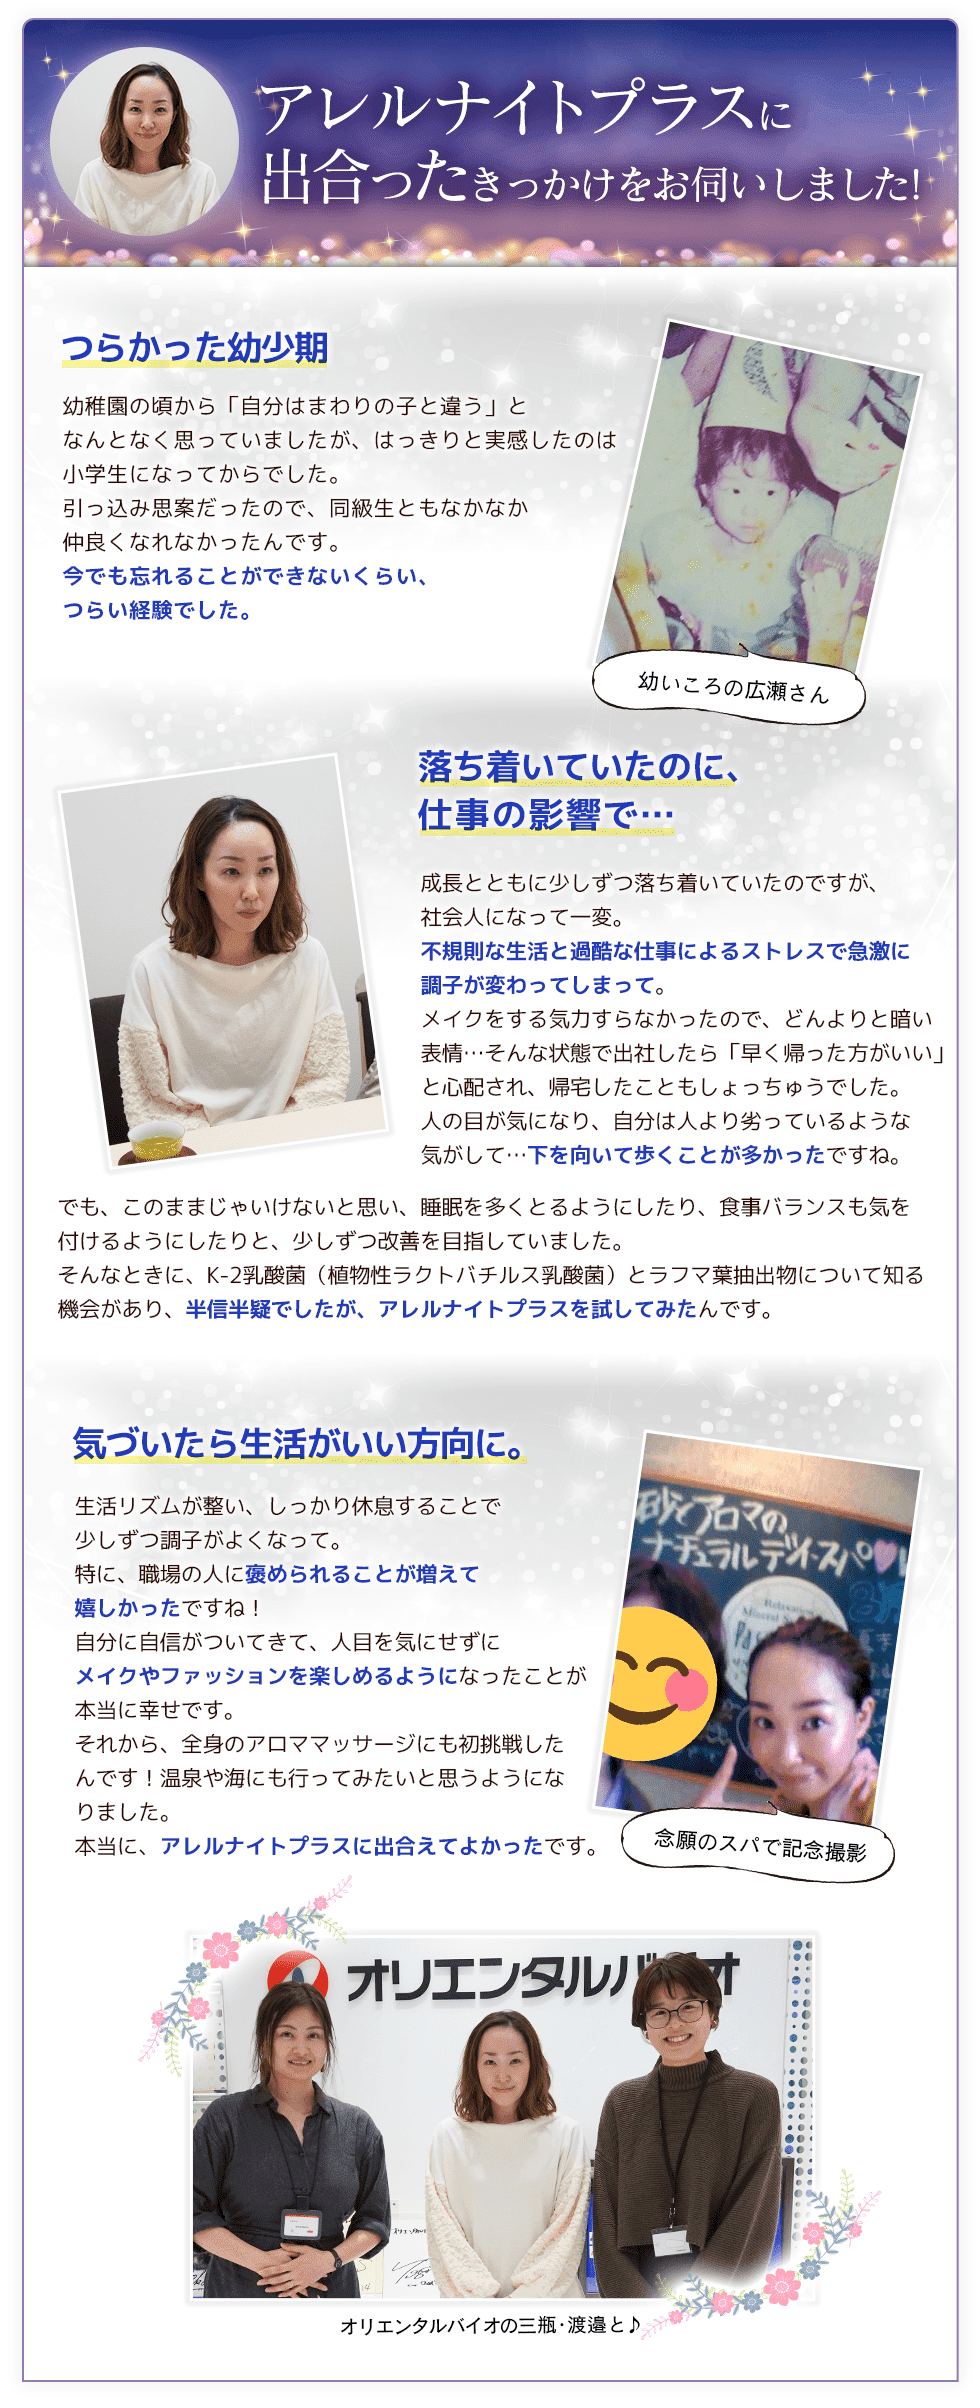 アレルナイトプラスに
出合ったきっかけをお伺いしました!
つらかった幼少期
幼稚園の頃から「自分はまわりの子と違う」と
なんとなく思っていましたが、はっきりと実感したのは
小学生になってからでした。
引っ込み思案だったので、同級生ともなかなか
仲良くなれなかったんです。
今でも忘れることができないくらい、
つらい経験でした。
幼いころの広瀬さん
落ち着いていたのに、
仕事の影響で…
成長とともに少しずつ落ち着いていたのですが、
社会人になって一変。
不規則な生活と過酷な仕事によるストレスで急激に
調子が変わってしまって。
メイクをする気力すらなかったので、どんよりと暗い
表情…そんな状態で出社したら「早く帰った方がいい」
と心配され、帰宅したこともしょっちゅうでした。
人の目が気になり、自分は人より劣っているような
気がして…下を向いて歩くことが多かったですね。
でも、このままじゃいけないと思い、睡眠を多くとるようにしたり、食事バランスも気を
付けるようにしたりと、少しずつ改善を目指していました。
そんなときに、K-2乳酸菌（植物性ラクトバチルス乳酸菌）とラフマ葉抽出物について知る
機会があり、半信半疑でしたが、アレルナイトプラスを試してみたんです。
気づいたら生活がいい方向に。
生活リズムが整い、しっかり休息することで
少しずつ調子がよくなって。
特に、職場の人に褒められることが増えて
嬉しかったですね！
自分に自信がついてきて、人目を気にせずに
メイクやファッションを楽しめるようになったことが
本当に幸せです。
それから、全身のアロママッサージにも初挑戦した
んです！温泉や海にも行ってみたいと思うようにな
りました。
本当に、アレルナイトプラスに出合えてよかったです。
砂とアロマの
ナチュラルデイスパ
念願のスパで記念撮影
オリエンタルバイオ
オリエンタルバイオの三瓶・渡邉と♪